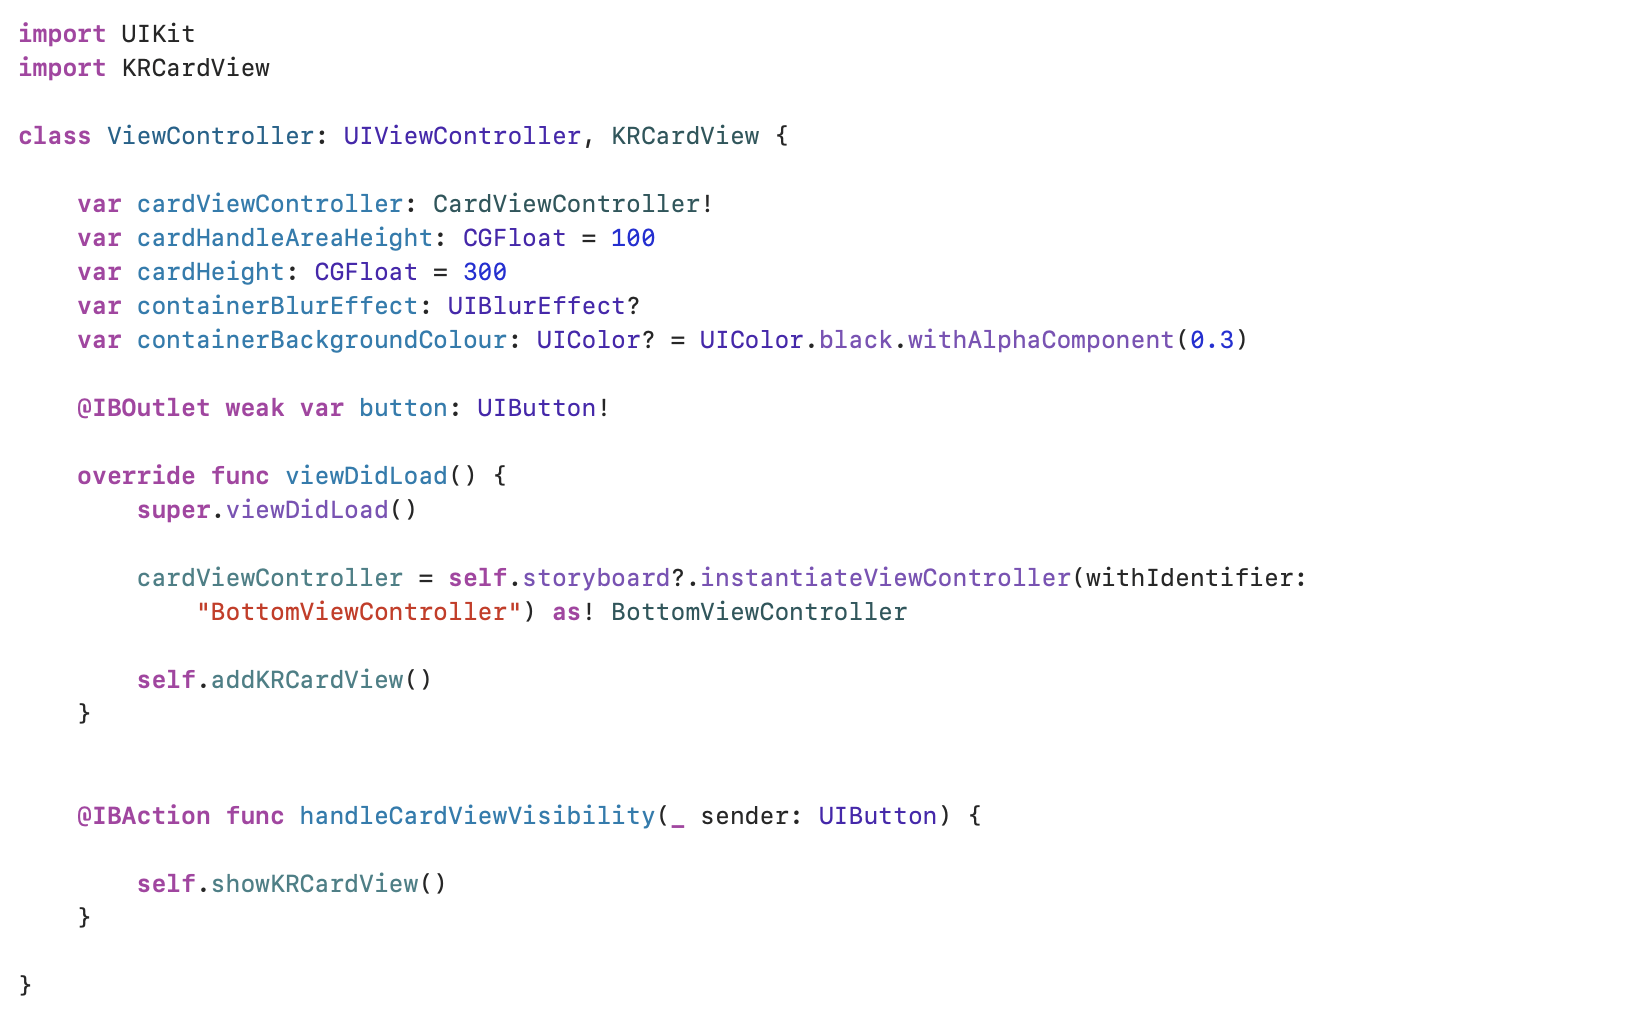 import UIKit
import KRCardView
class ViewController: UIViewController, KRCardView {
var cardViewController: CardViewController!
var cardHandleAreaHeight: CGFloat = 100
var cardHeight: CGFloat = 300
var containerBlurEffect: UIBlurEffect?
var containerBackgroundColour: UIColor? = UIColor.black.withAlphaComponent(0.3)
@IBOutlet weak var button: UIButton!
override func viewDidLoad() {
super.viewDidLoad()
cardViewController = self.storyboard?.instantiateViewController(withIdentifier:
"BottomViewController") as! BottomViewController
self.addKRCardView()
}
@IBAction func handleCardViewVisibility(_ sender: UIButton) {
self.showKRCardView()
}
}